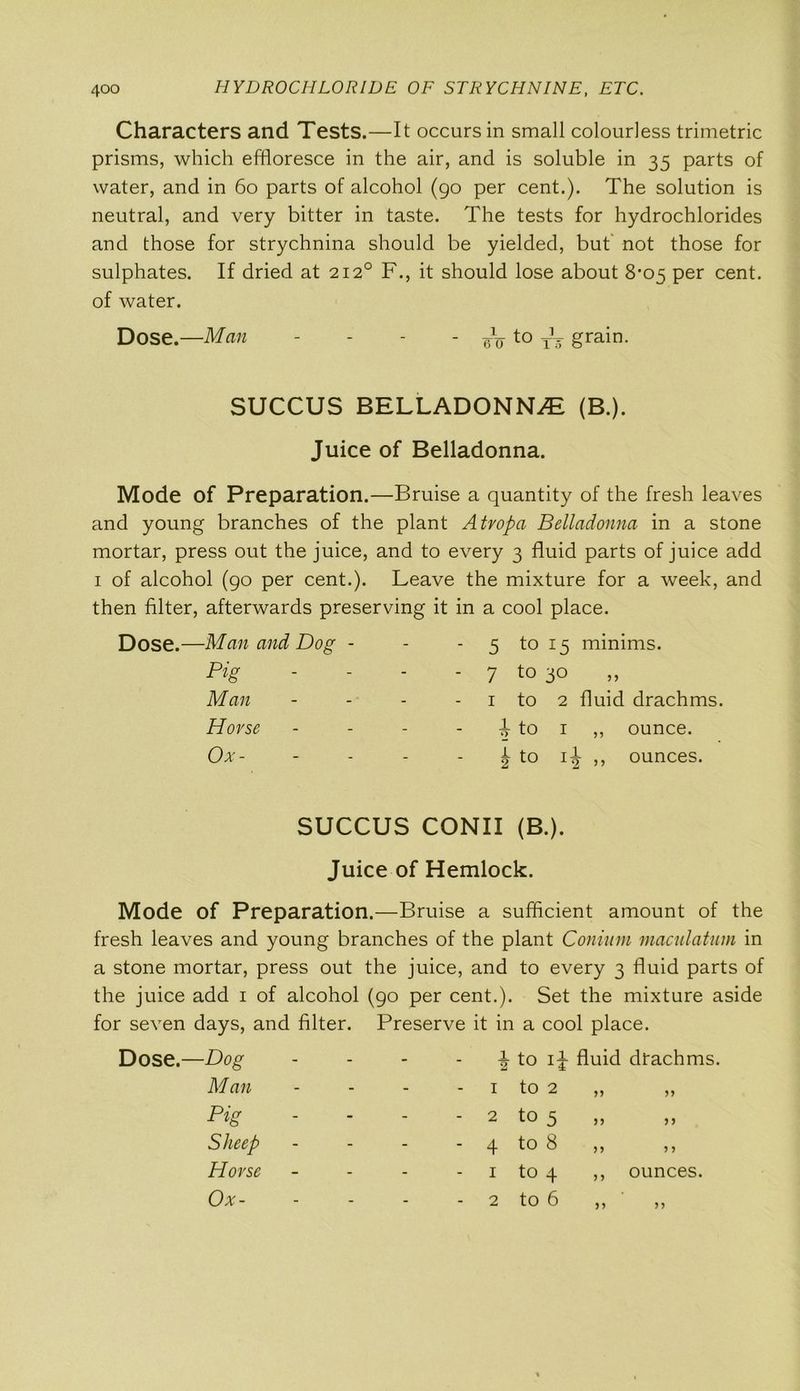 400 HYDROCHLORIDE OF STRYCHNINE, ETC.
Characters and Tests.—It occurs in small colourless trimetric
prisms, which effloresce in the air, and is soluble in 35 parts of
water, and in 60 parts of alcohol (90 per cent.). The solution is
neutral, and very bitter in taste. The tests for hydrochlorides
and those for strychnina should be yielded, but not those for
sulphates. If dried at 212° F., it should lose about 8·05 per cent.
of water.
Dose.—Man - - - - 1/60 to 1/15 grain.
SUCCUS BELLADONNÆ (B.).
Juice of Belladonna.
Mode of Preparation.—Bruise a quantity of the fresh leaves
and young branches of the plant Atropa Belladonna in a stone
mortar, press out the juice, and to every 3 fluid parts of juice add
1 of alcohol (90 per cent.). Leave the mixture for a week, and
then filter, afterwards preserving it in a cool place.
Dose.—Man and Dog - - - 5 to 15 minims.
Pig - - - - 7 to 30 ,,
Man - - - - 1 to 2 fluid drachms.
Horse - - - - ½ to 1 ,, ounce.
Ox - - - - - ½ to 1½ ,, ounces.
SUCCUS CONII (B.).
Juice of Hemlock.
Mode of Preparation.—Bruise a sufficient amount of the
fresh leaves and young branches of the plant Conium maculatum in
a stone mortar, press out the juice, and to every 3 fluid parts of
the juice add 1 of alcohol (90 per cent.). Set the mixture aside
for seven days, and filter. Preserve it in a cool place.
Dose.—Dog - - - - ½ to 1¼ fluid drachms.
Man - - - - 1 to 2 ,, ,,
Pig - - - - 2 to 5 ,, ,,
Sheep - - - - 4 to 8 ,, ,,
Horse - - - - 1 to 4 ,, ounces.
Ox - - - - - 2 to 6 ,, ,,